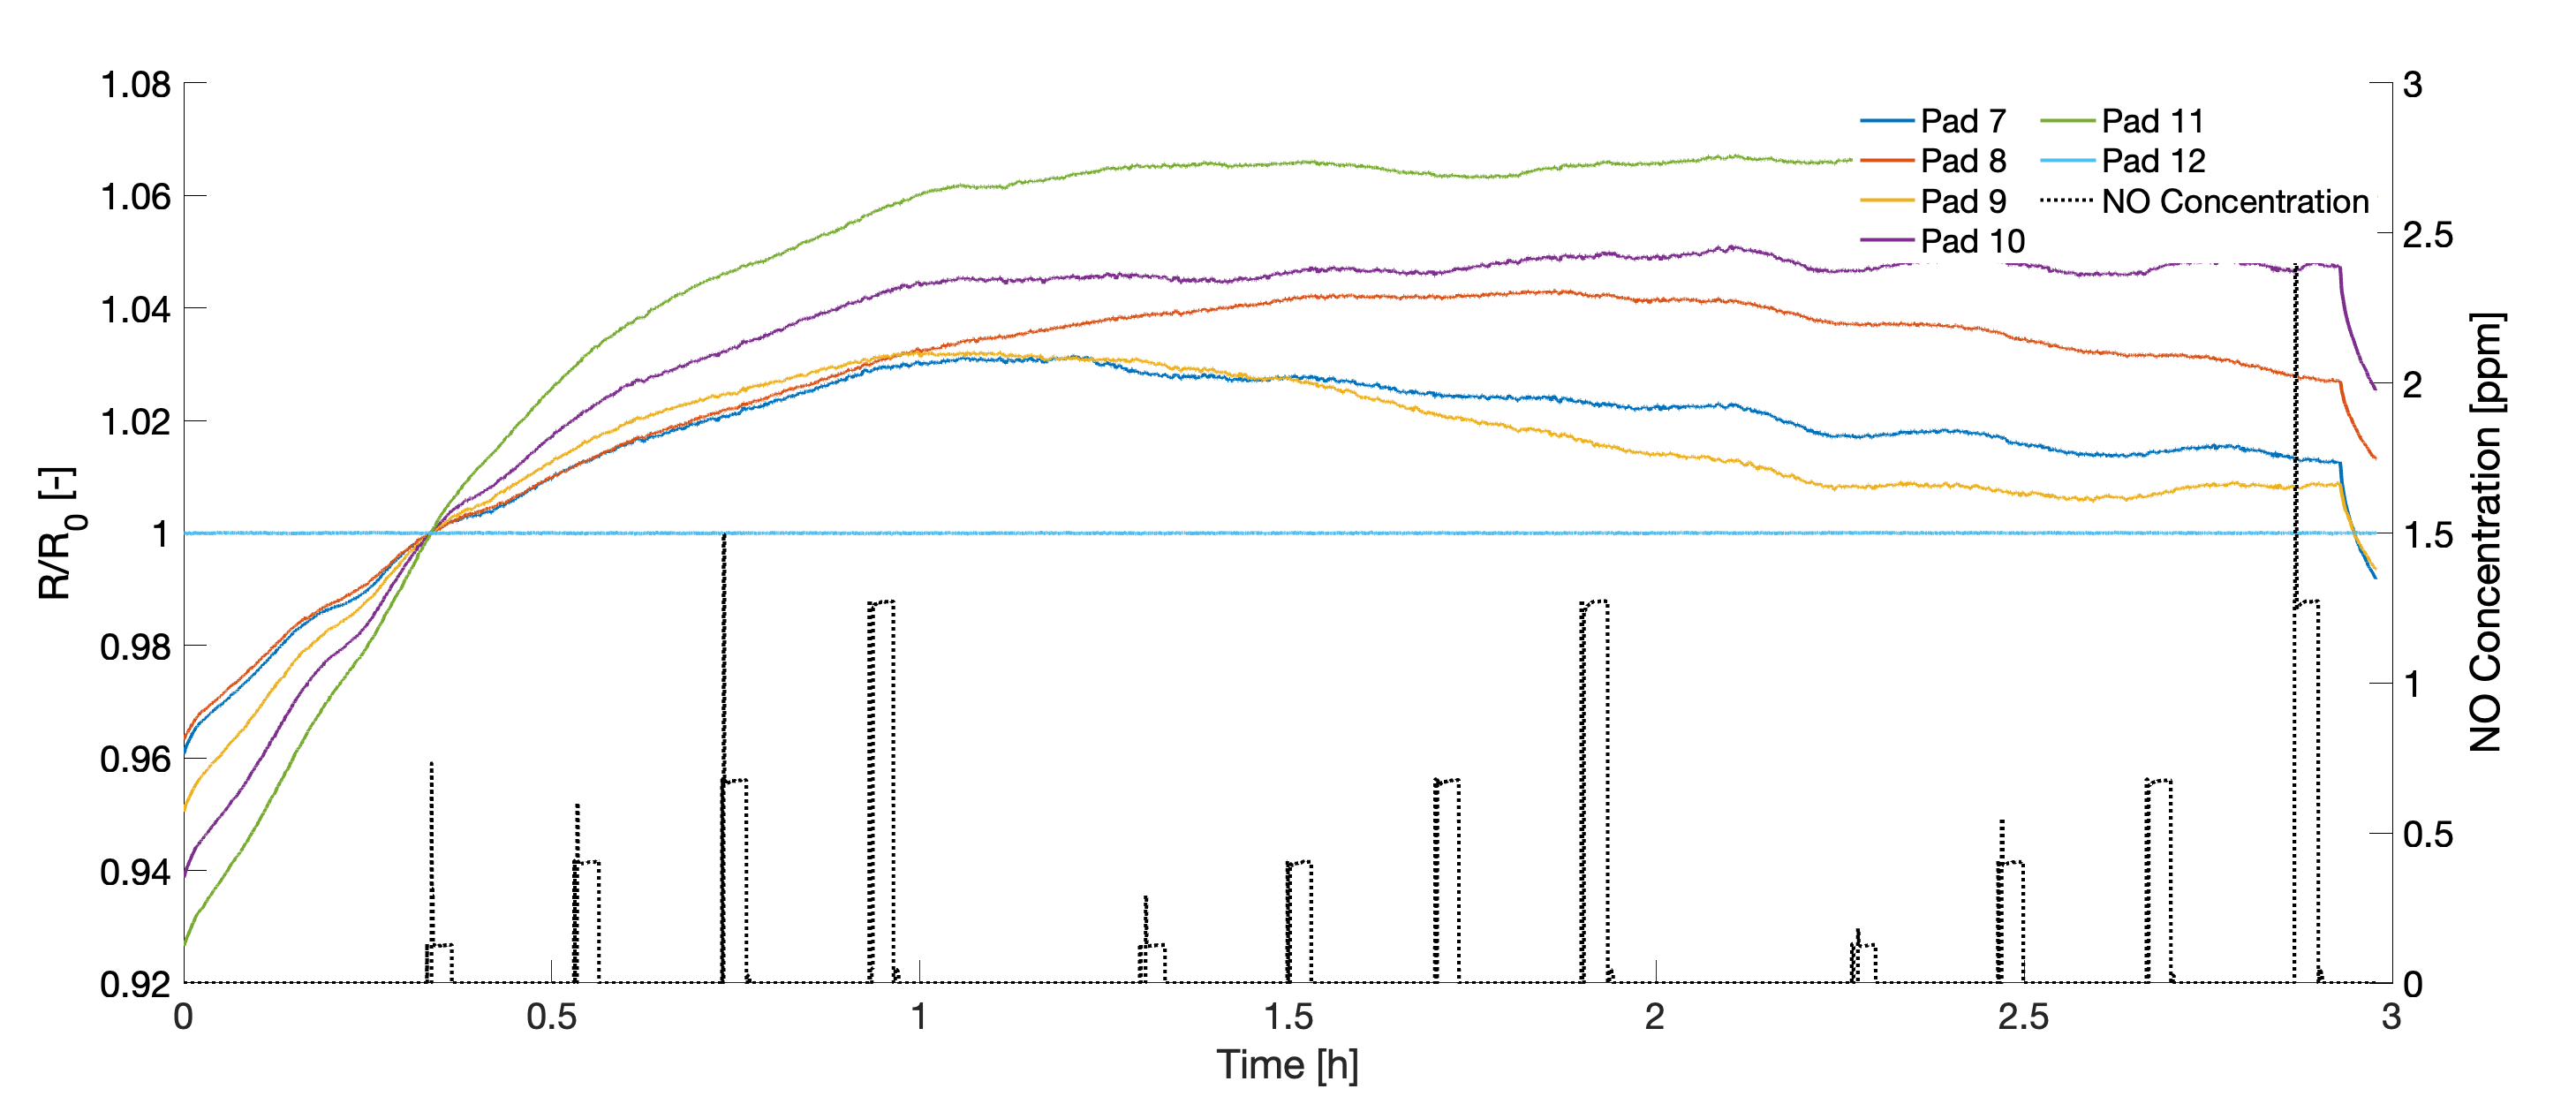 1.08
1.06
1.04
1.02
1
0.98
0.96
0.94
0.92
R/R₀ [-]
3
2.5
2
1.5
1
0.5
0
NO Concentration [ppm]
Pad 7
Pad 8
Pad 9
Pad 10
Pad 11
Pad 12
NO Concentration
0 0.5 1 1.5 2 2.5 3
Time [h]